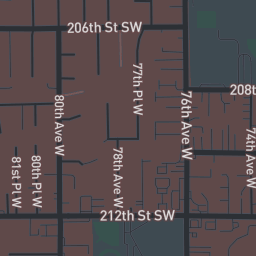 206th St SW
77th Pl W
208t
80th Ave W
76th Ave W
74th Ave W
81st Pl W
80th Pl W
78th Ave W
212th St SW